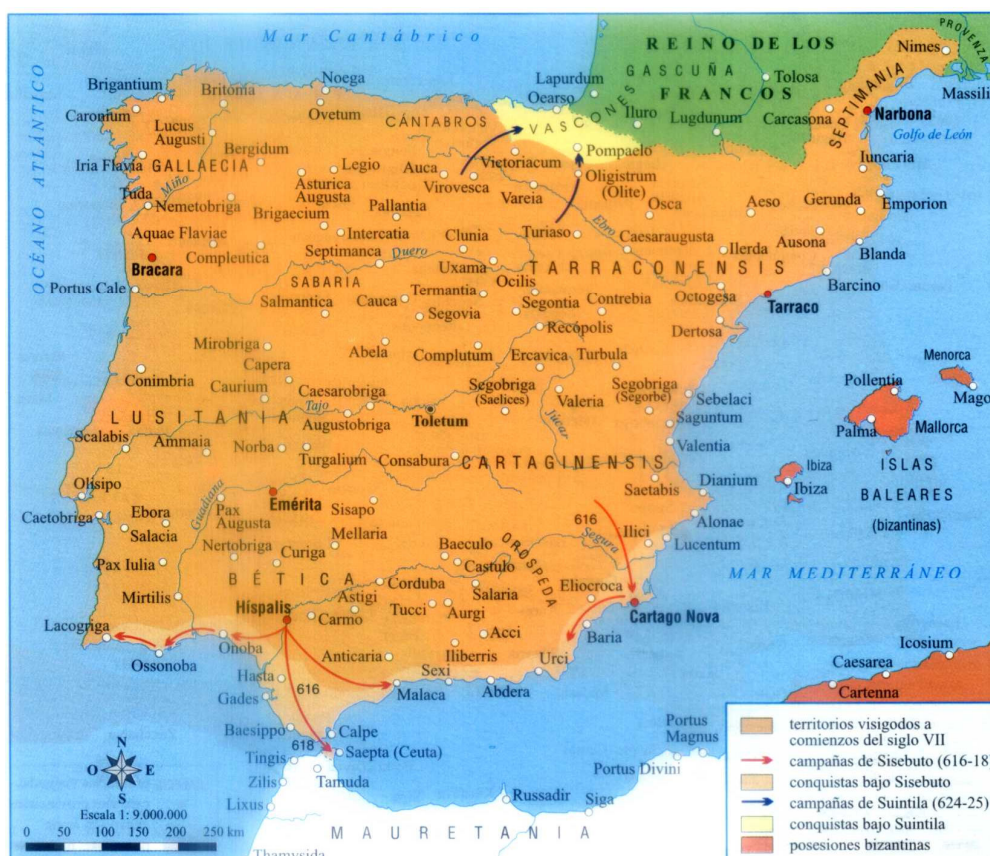 Mar Cantábrico
OCÉANO ATLÁNTICO
REINO DE LOS
FRANCOS
GASCUÑA
PROVENZA
SEPTIMANIA
Nimes
Massili
Narbona
Golfo de León
Tolosa
Carcasona
Lugdunum
Iluro
Lapurdum
Oearso
VASCONES
Pompaelo
Oligistrum
(Olite)
Iuncaria
Emporion
Gerunda
Blanda
Barcino
Ausona
Aeso
Osca
Ilerda
Tarraco
Octogesa
Dertosa
TARRACONENSIS
Caesaraugusta
Ebro
Turiaso
Vareia
Victoriacum
CÁNTABROS
Auca
Virovesca
Noega
Ovetum
Brigantium
Caronium
Britoma
Lucus
Augusti
Bergidum
Iria Flavia
GALLAECIA
Miño
Tuda
Nemetobriga
Legio
Asturica
Augusta
Brigaecium
Pallantia
Intercatia
Septimanca
Aquae Flaviae
Compleutica
Bracara
Portus Cale
Duero
Clunia
Uxama
Ocilis
SABARIA
Salmantica
Cauca
Termantia
Segovia
Segontia
Contrebia
Recópolis
Mirobriga
Capera
Abela
Complutum
Ercavica
Turbula
Conimbria
Caurium
Caesarobriga
Segobriga
(Saelices)
Segobriga
(Segorbe)
Sebelaci
Saguntum
Valeria
Júcar
Valentia
LUSITANIA
Tajo
Augustobriga
Toletum
Scalabis
Ammaia
Norba
Turgalium
Consabura
CARTAGINENSIS
Saetabis
Dianium
Olisipo
Caetobriga
Ebora
Salacia
Guadiana
Pax
Augusta
Emérita
Sisapo
Mellaria
Nertobriga
Curiga
Pax Iulia
Mirtilis
BÉTICA
Baeculo
Castulo
Salaria
OROSPEDA
Segura
616
Ilici
Alonae
Lucentum
Eliocroca
Cartago Nova
Baria
Urci
Corduba
Astigi
Tucci
Aurgi
Acci
Iliberris
Híspalis
Carmo
Anticaria
Sexi
Abdera
Malaca
Lacogriga
Ossonoba
Onoba
Hasta
616
Gades
Baesippo
618
Calpe
Tingis
Saepta (Ceuta)
Zilis
Tamuda
Lixus
Russadir
Siga
MAURETANIA
Thamysida
Portus
Magnus
Portus Divini
Cartenna
Caesarea
Icosium
Menorca
Mago
Pollentia
Palma
Mallorca
Ibiza
Ibiza
ISLAS
BALEARES
(bizantinas)
MAR MEDITERRÁNEO
N
O
E
S
Escala 1: 9.000.000
0 50 100 150 200 250 km
territorios visigodos a
comienzos del siglo VII
campañas de Sisebuto (616-18)
conquistas bajo Sisebuto
campañas de Suintila (624-25)
conquistas bajo Suintila
posesiones bizantinas